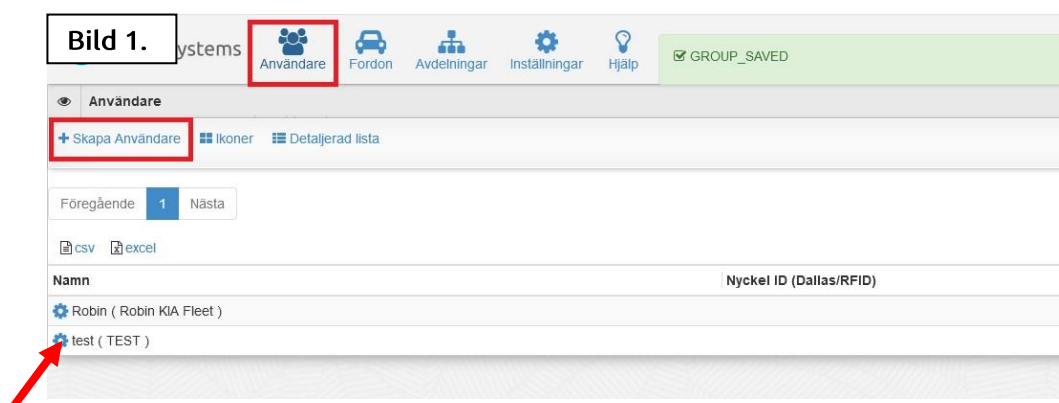 Bild 1.
ystems
Användare Fordon Avdelningar Inställningar Hjälp
GROUP_SAVED
Användare
Skapa Användare Ikoner Detaljerad lista
Föregående 1 Nästa
csv excel
Namn Nyckel ID (Dallas/RFID)
Robin ( Robin KIA Fleet )
test ( TEST )